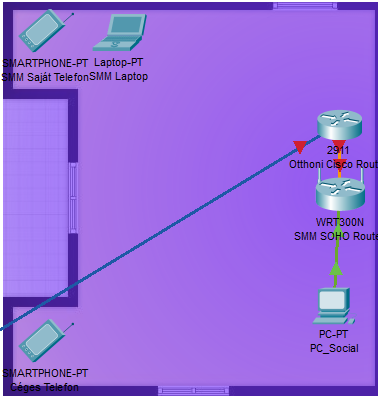 SMARTPHONE-PT
SMM Saját Telefon
Laptop-PT
SMM Laptop
2911
Otthoni Cisco Rout
WRT300N
SMM SOHO Route
PC-PT
PC_Social
SMARTPHONE-PT
Céges Telefon